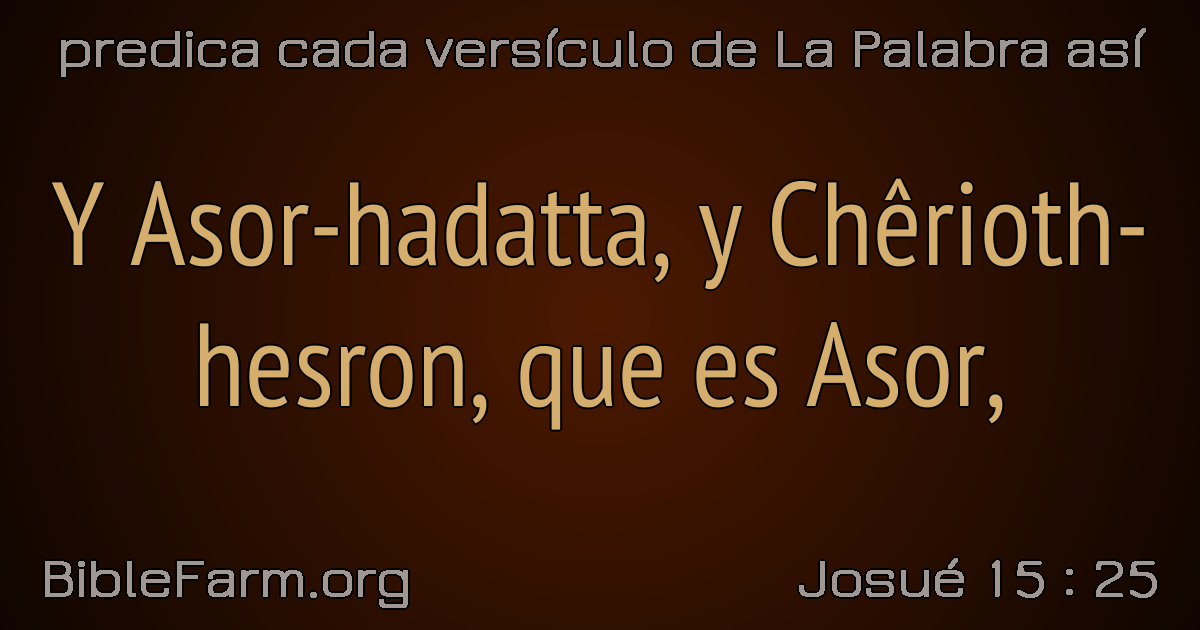 predica cada versículo de La Palabra así
Y Asor-hadatta, y Chêrioth-
hesron, que es Asor,
BibleFarm.org
Josué 15 : 25